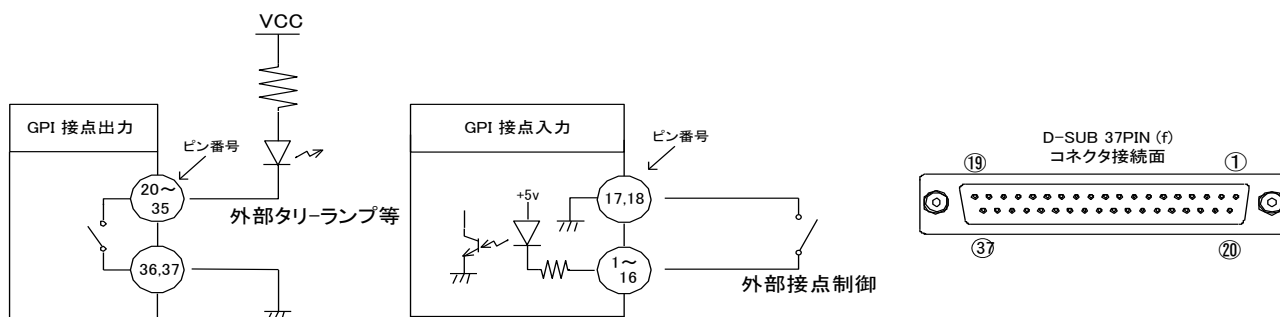 VCC
GPI 接点出力
ピン番号
20～
35
外部タリ-ランプ等
36,37
GPI 接点入力
ピン番号
+5v
17,18
1～
16
外部接点制御
D-SUB 37PIN (f)
コネクタ接続面
⑲
①
㊲
⑳